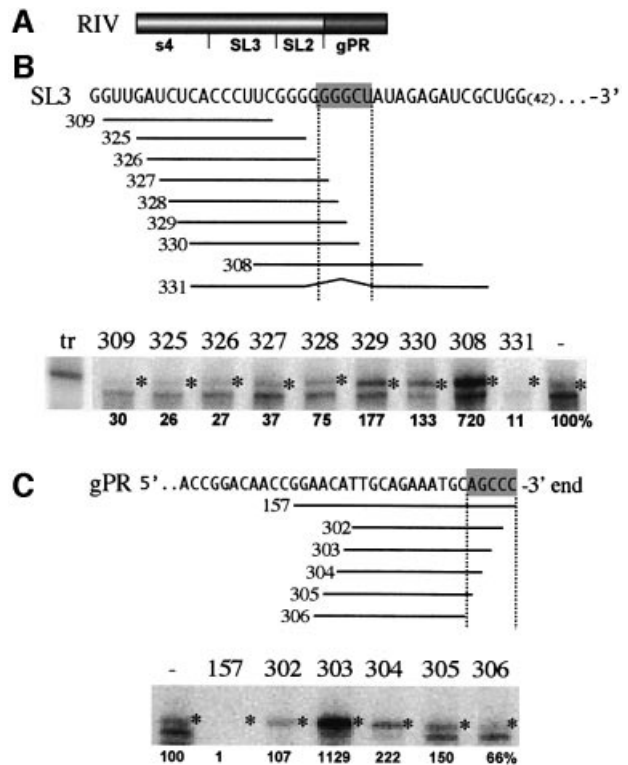 A RIV
s4 SL3 SL2 gPR
B
SL3 GGUUGAUCUCACCCUUCGGGGGGGCUAUAGAGAUCGCUGG(42)...-3'
309
325
326
327
328
329
330
308
331
tr 309 325 326 327 328 329 330 308 331 -
* * * * * * * * * *
30 26 27 37 75 177 133 720 11 100%
C
gPR 5'..ACCGGACAACCGGAACATTGCAGAAATGCAGCCC-3' end
157
302
303
304
305
306
- 157 302 303 304 305 306
* * * * * * *
100 1 107 1129 222 150 66%